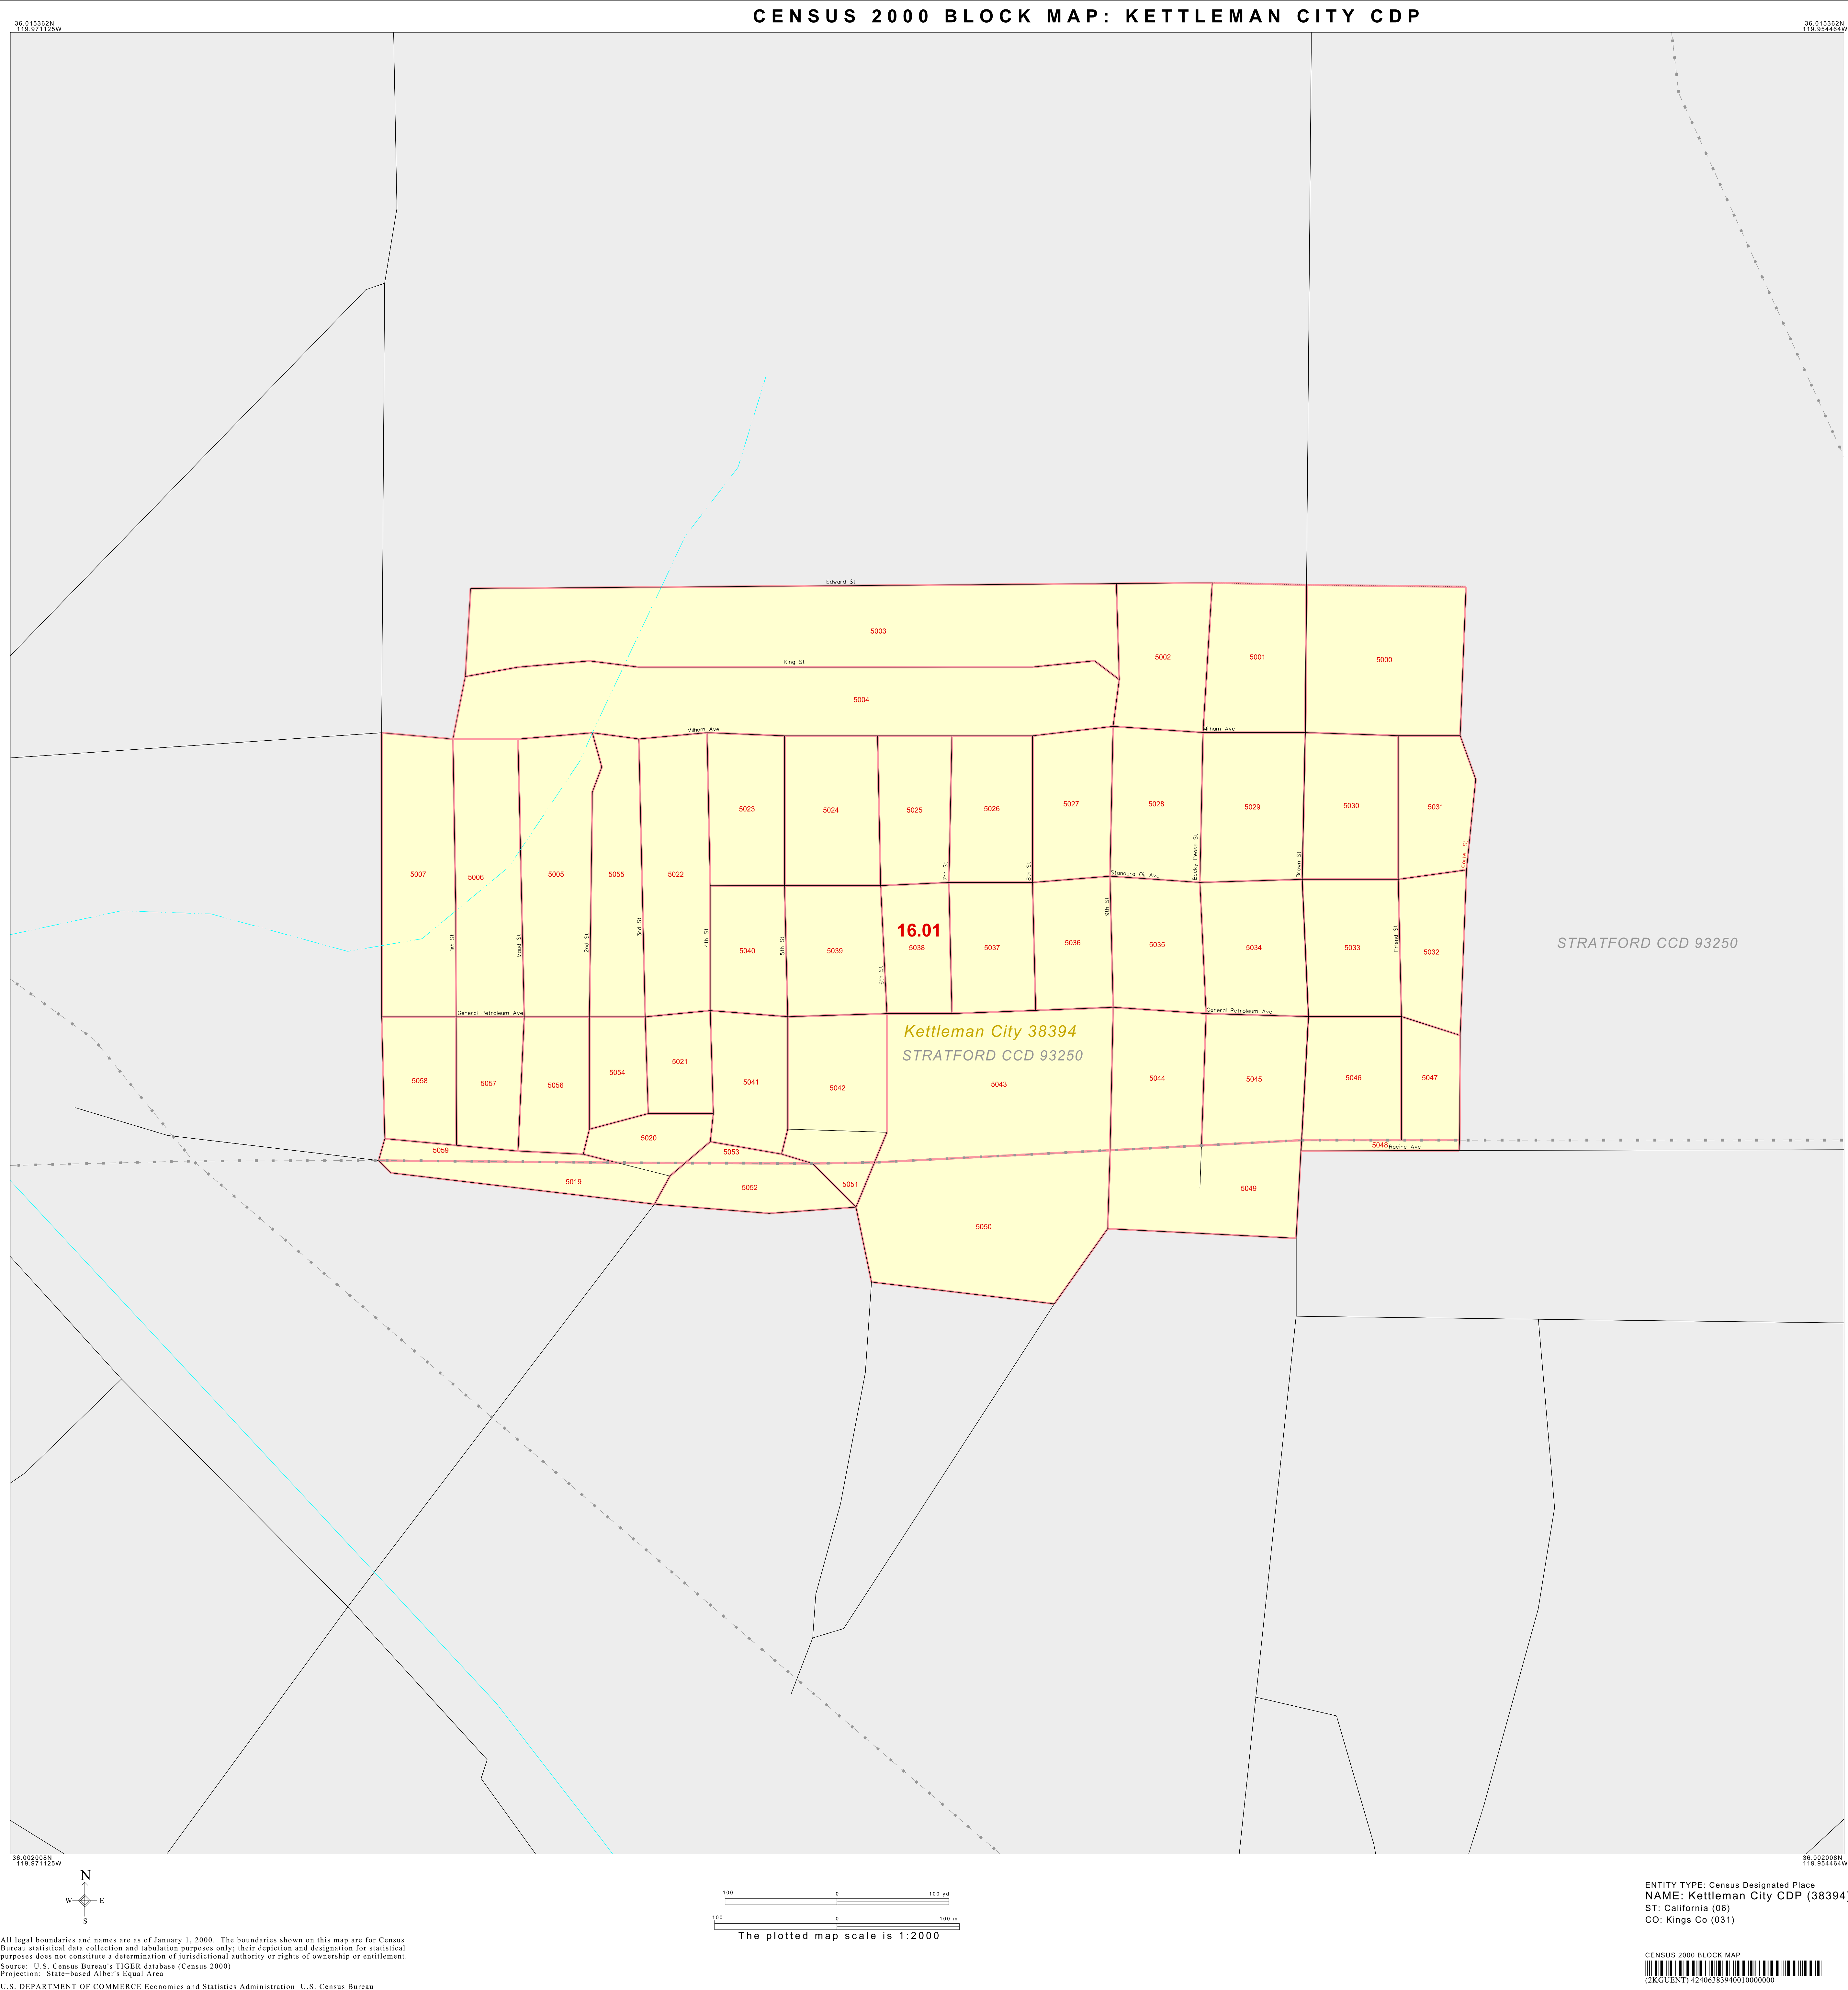 CENSUS 2000 BLOCK MAP: KETTLEMAN CITY CDP
36.015362N
119.971125W
36.015362N
119.954464W
Edward St
5003
5002
5001
5000
King St
5004
Milham Ave
Milham Ave
5023
5024
5025
5026
5027
5028
5029
5030
5031
5007
5006
5005
5055
5022
7th St
8th St
Becky Pease St
Brown St
Standard Oil Ave
9th St
1st St
Maud St
2nd St
3rd St
4th St
5th St
6th St
Friend St
16.01
5040
5039
5038
5037
5036
5035
5034
5033
5032
STRATFORD CCD 93250
General Petroleum Ave
General Petroleum Ave
Kettleman City 38394
STRATFORD CCD 93250
5058
5057
5056
5054
5021
5041
5042
5043
5044
5045
5046
5047
5020
5059
5053
5048
Racine Ave
5019
5052
5051
5049
5050
36.002008N
119.971125W
36.002008N
119.954464W
N
W
E
S
100 0 100 yd
100 0 100 m
The plotted map scale is 1:2000
All legal boundaries and names are as of January 1, 2000. The boundaries shown on this map are for Census
Bureau statistical data collection and tabulation purposes only; their depiction and designation for statistical
purposes does not constitute a determination of jurisdictional authority or rights of ownership or entitlement.
Source: U.S. Census Bureau's TIGER database (Census 2000)
Projection: State-based Alber's Equal Area
U.S. DEPARTMENT OF COMMERCE Economics and Statistics Administration U.S. Census Bureau
ENTITY TYPE: Census Designated Place
NAME: Kettleman City CDP (38394)
ST: California (06)
CO: Kings Co (031)
CENSUS 2000 BLOCK MAP
(2KGUENT) 42406383940010000000